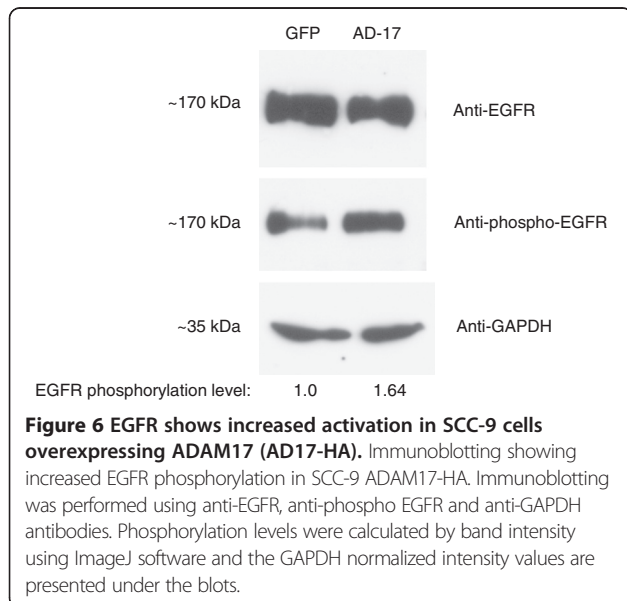 GFP AD-17
~170 kDa Anti-EGFR
~170 kDa Anti-phospho-EGFR
~35 kDa Anti-GAPDH
EGFR phosphorylation level: 1.0 1.64
Figure 6 EGFR shows increased activation in SCC-9 cells
overexpressing ADAM17 (AD17-HA). Immunoblotting showing
increased EGFR phosphorylation in SCC-9 ADAM17-HA. Immunoblotting
was performed using anti-EGFR, anti-phospho EGFR and anti-GAPDH
antibodies. Phosphorylation levels were calculated by band intensity
using ImageJ software and the GAPDH normalized intensity values are
presented under the blots.